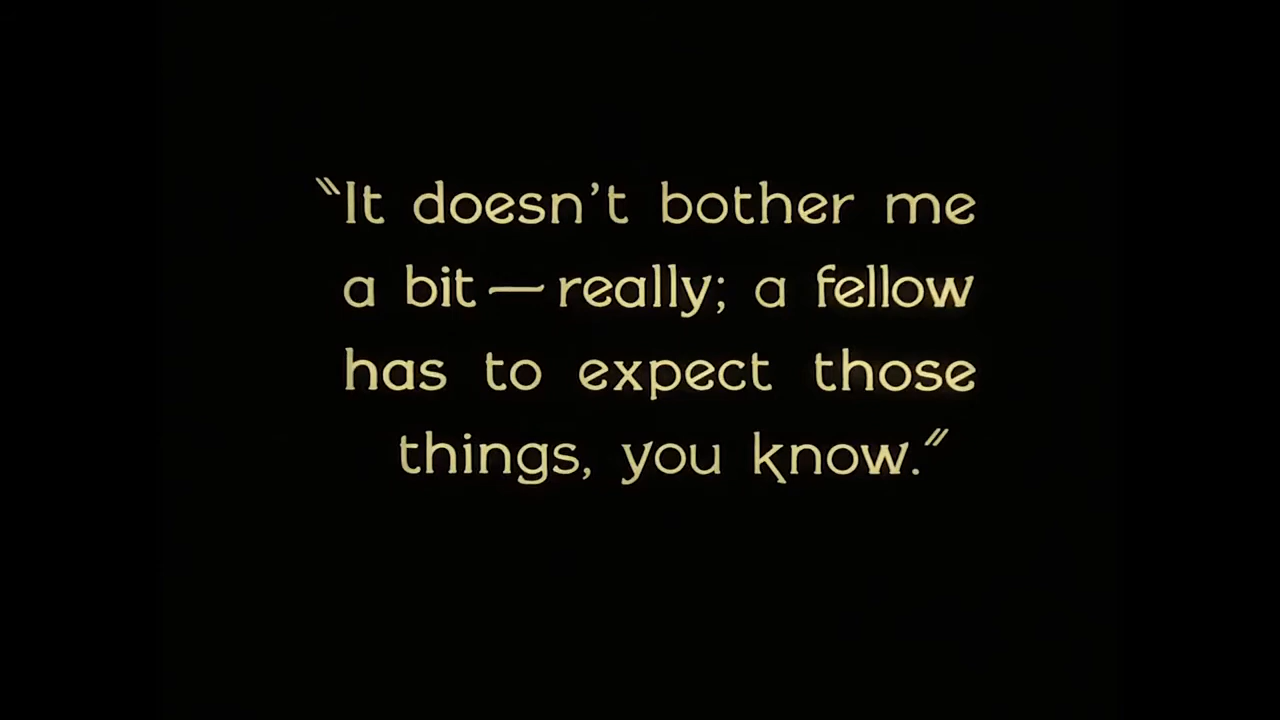 "It doesn't bother me
a bit — really; a fellow
has to expect those
things, you know."